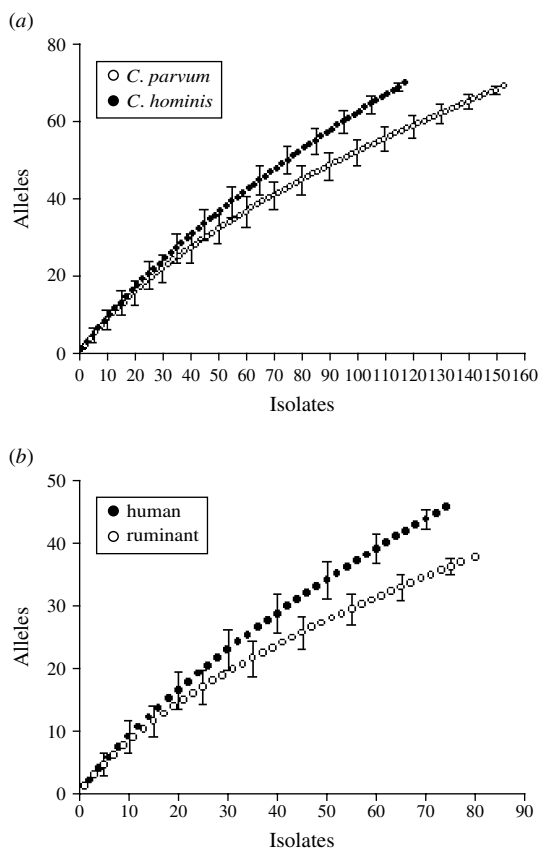 (a)
80
60
40
20
0
Alleles
C. parvum
C. hominis
0 10 20 30 40 50 60 70 80 90 100 110 120 130 140 150 160
Isolates
(b)
50
40
30
20
10
0
Alleles
human
ruminant
0 10 20 30 40 50 60 70 80 90
Isolates